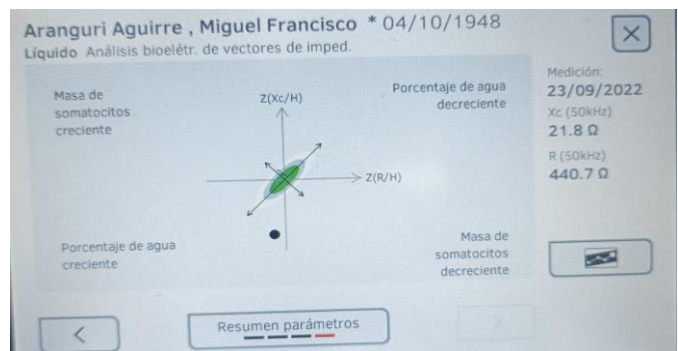 Aranguri Aguirre , Miguel Francisco * 04/10/1948
Líquido Análisis bioelétr. de vectores de imped.
Masa de
somatocitos
creciente
Z(Xc/H)
Porcentaje de agua
decreciente
Z(R/H)
Porcentaje de agua
creciente
Masa de
somatocitos
decreciente
Medición:
23/09/2022
Xc (50kHz)
21.8 Ω
R (50kHz)
440.7 Ω
Resumen parámetros